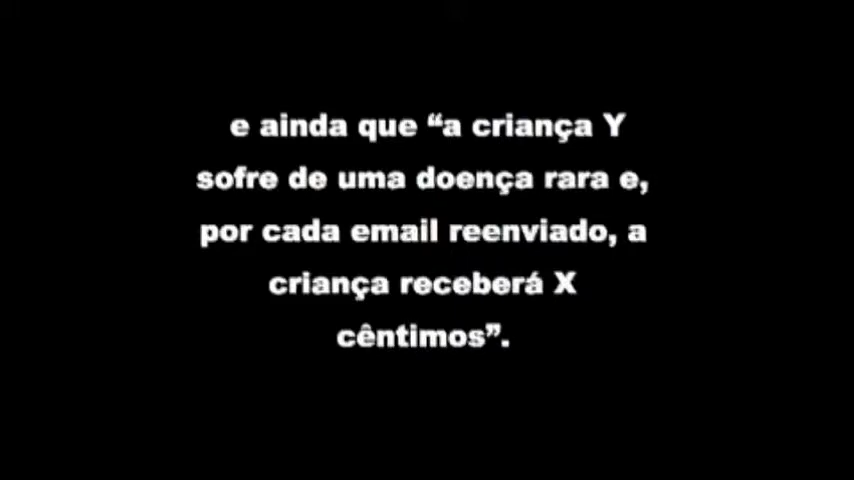 e ainda que “a criança Y
sofre de uma doença rara e,
por cada email reenviado, a
criança receberá X
cêntimos”.